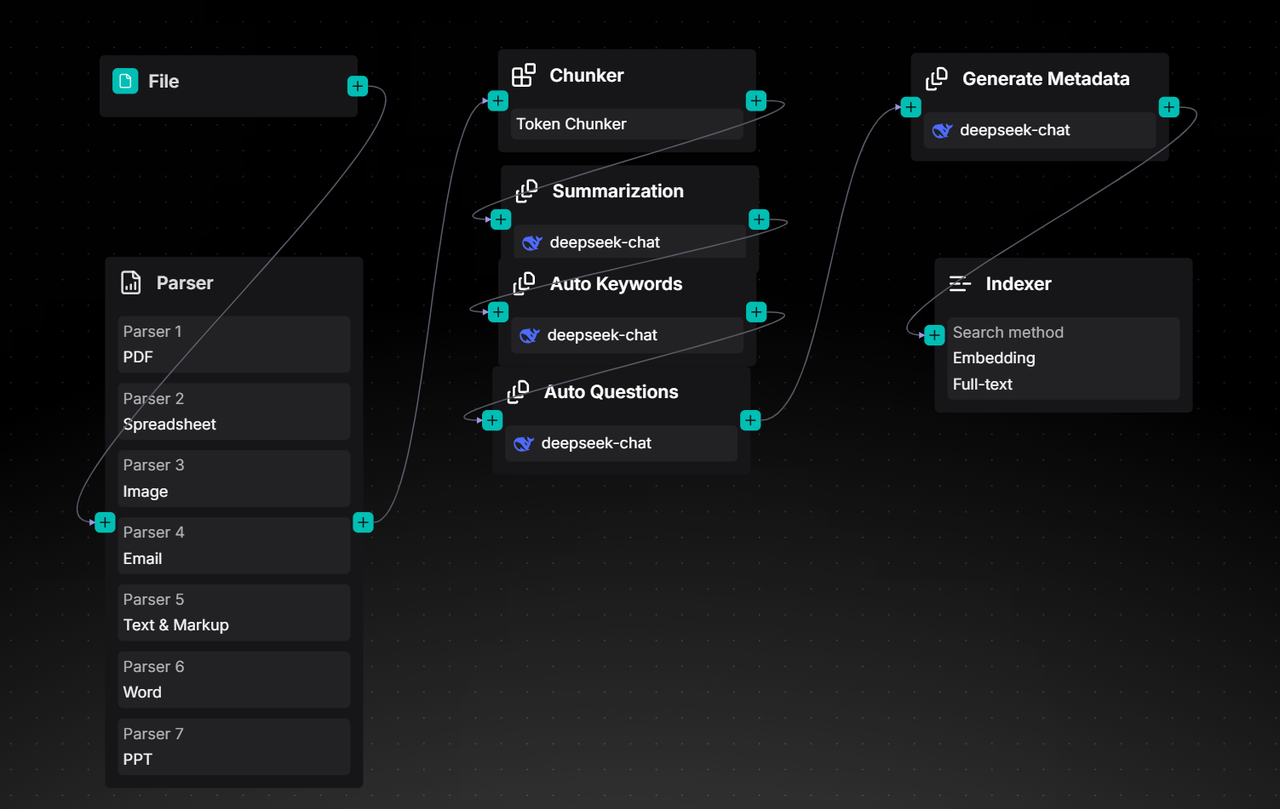 File
Parser
Parser 1
PDF
Parser 2
Spreadsheet
Parser 3
Image
Parser 4
Email
Parser 5
Text & Markup
Parser 6
Word
Parser 7
PPT
Chunker
Token Chunker
Summarization
deepseek-chat
Auto Keywords
deepseek-chat
Auto Questions
deepseek-chat
Generate Metadata
deepseek-chat
Indexer
Search method
Embedding
Full-text